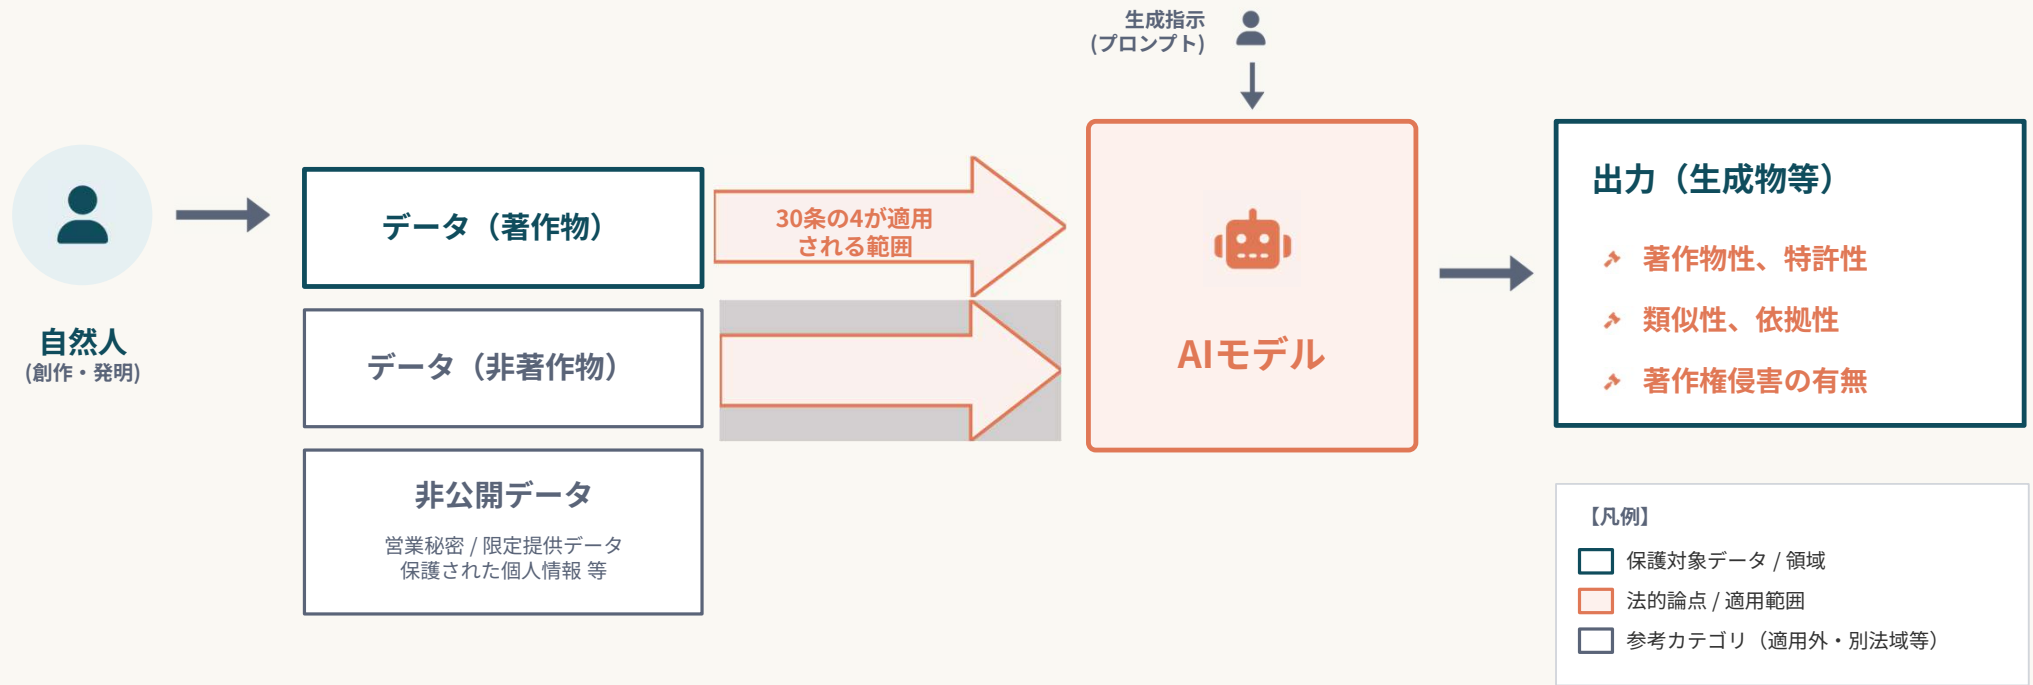 生成指示
(プロンプト)
自然人
(創作・発明)
データ（著作物）
30条の4が適用
される範囲
データ（非著作物）
非公開データ
営業秘密 / 限定提供データ
保護された個人情報 等
AIモデル
出力（生成物等）
著作物性、特許性
類似性、依拠性
著作権侵害の有無
【凡例】
保護対象データ / 領域
法的論点 / 適用範囲
参考カテゴリ（適用外・別法域等）